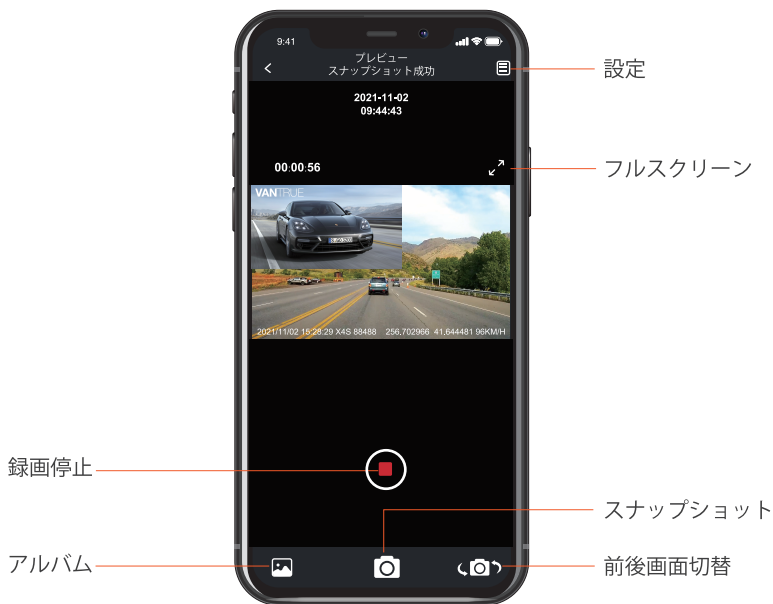 9:41
プレビュー
スナップショット成功
設定
2021-11-02
09:44:43
00:00:56
フルスクリーン
VANTRUE
2021/11/02 15:28:29 X4S 88488 256.702966 41.644481 96KM/H
録画停止
スナップショット
アルバム
前後画面切替